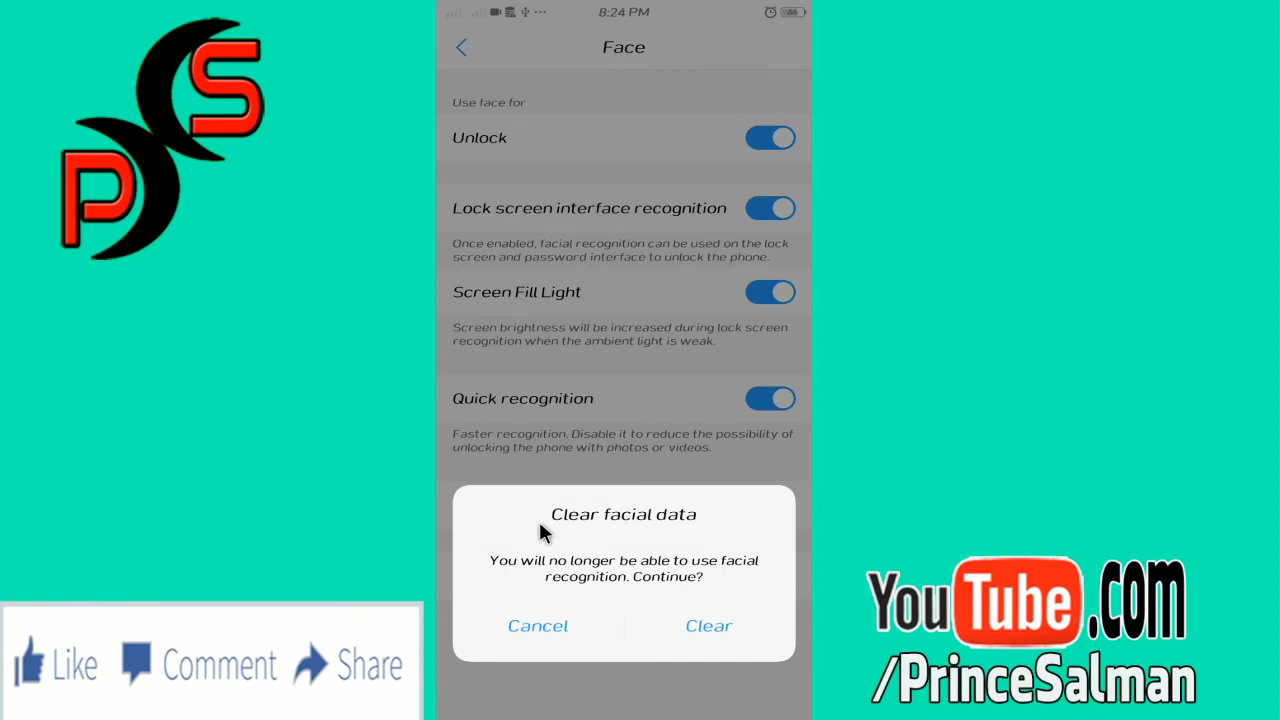 PS
8:24 PM
66
Face
Use face for
Unlock
Lock screen interface recognition
Once enabled, facial recognition can be used on the lock
screen and password interface to unlock the phone.
Screen Fill Light
Screen brightness will be increased during lock screen
recognition when the ambient light is weak.
Quick recognition
Faster recognition. Disable it to reduce the possibility of
unlocking the phone with photos or videos.
Clear facial data
You will no longer be able to use facial
recognition. Continue?
Cancel
Clear
Like
Comment
Share
YouTube.com
/PrinceSalman